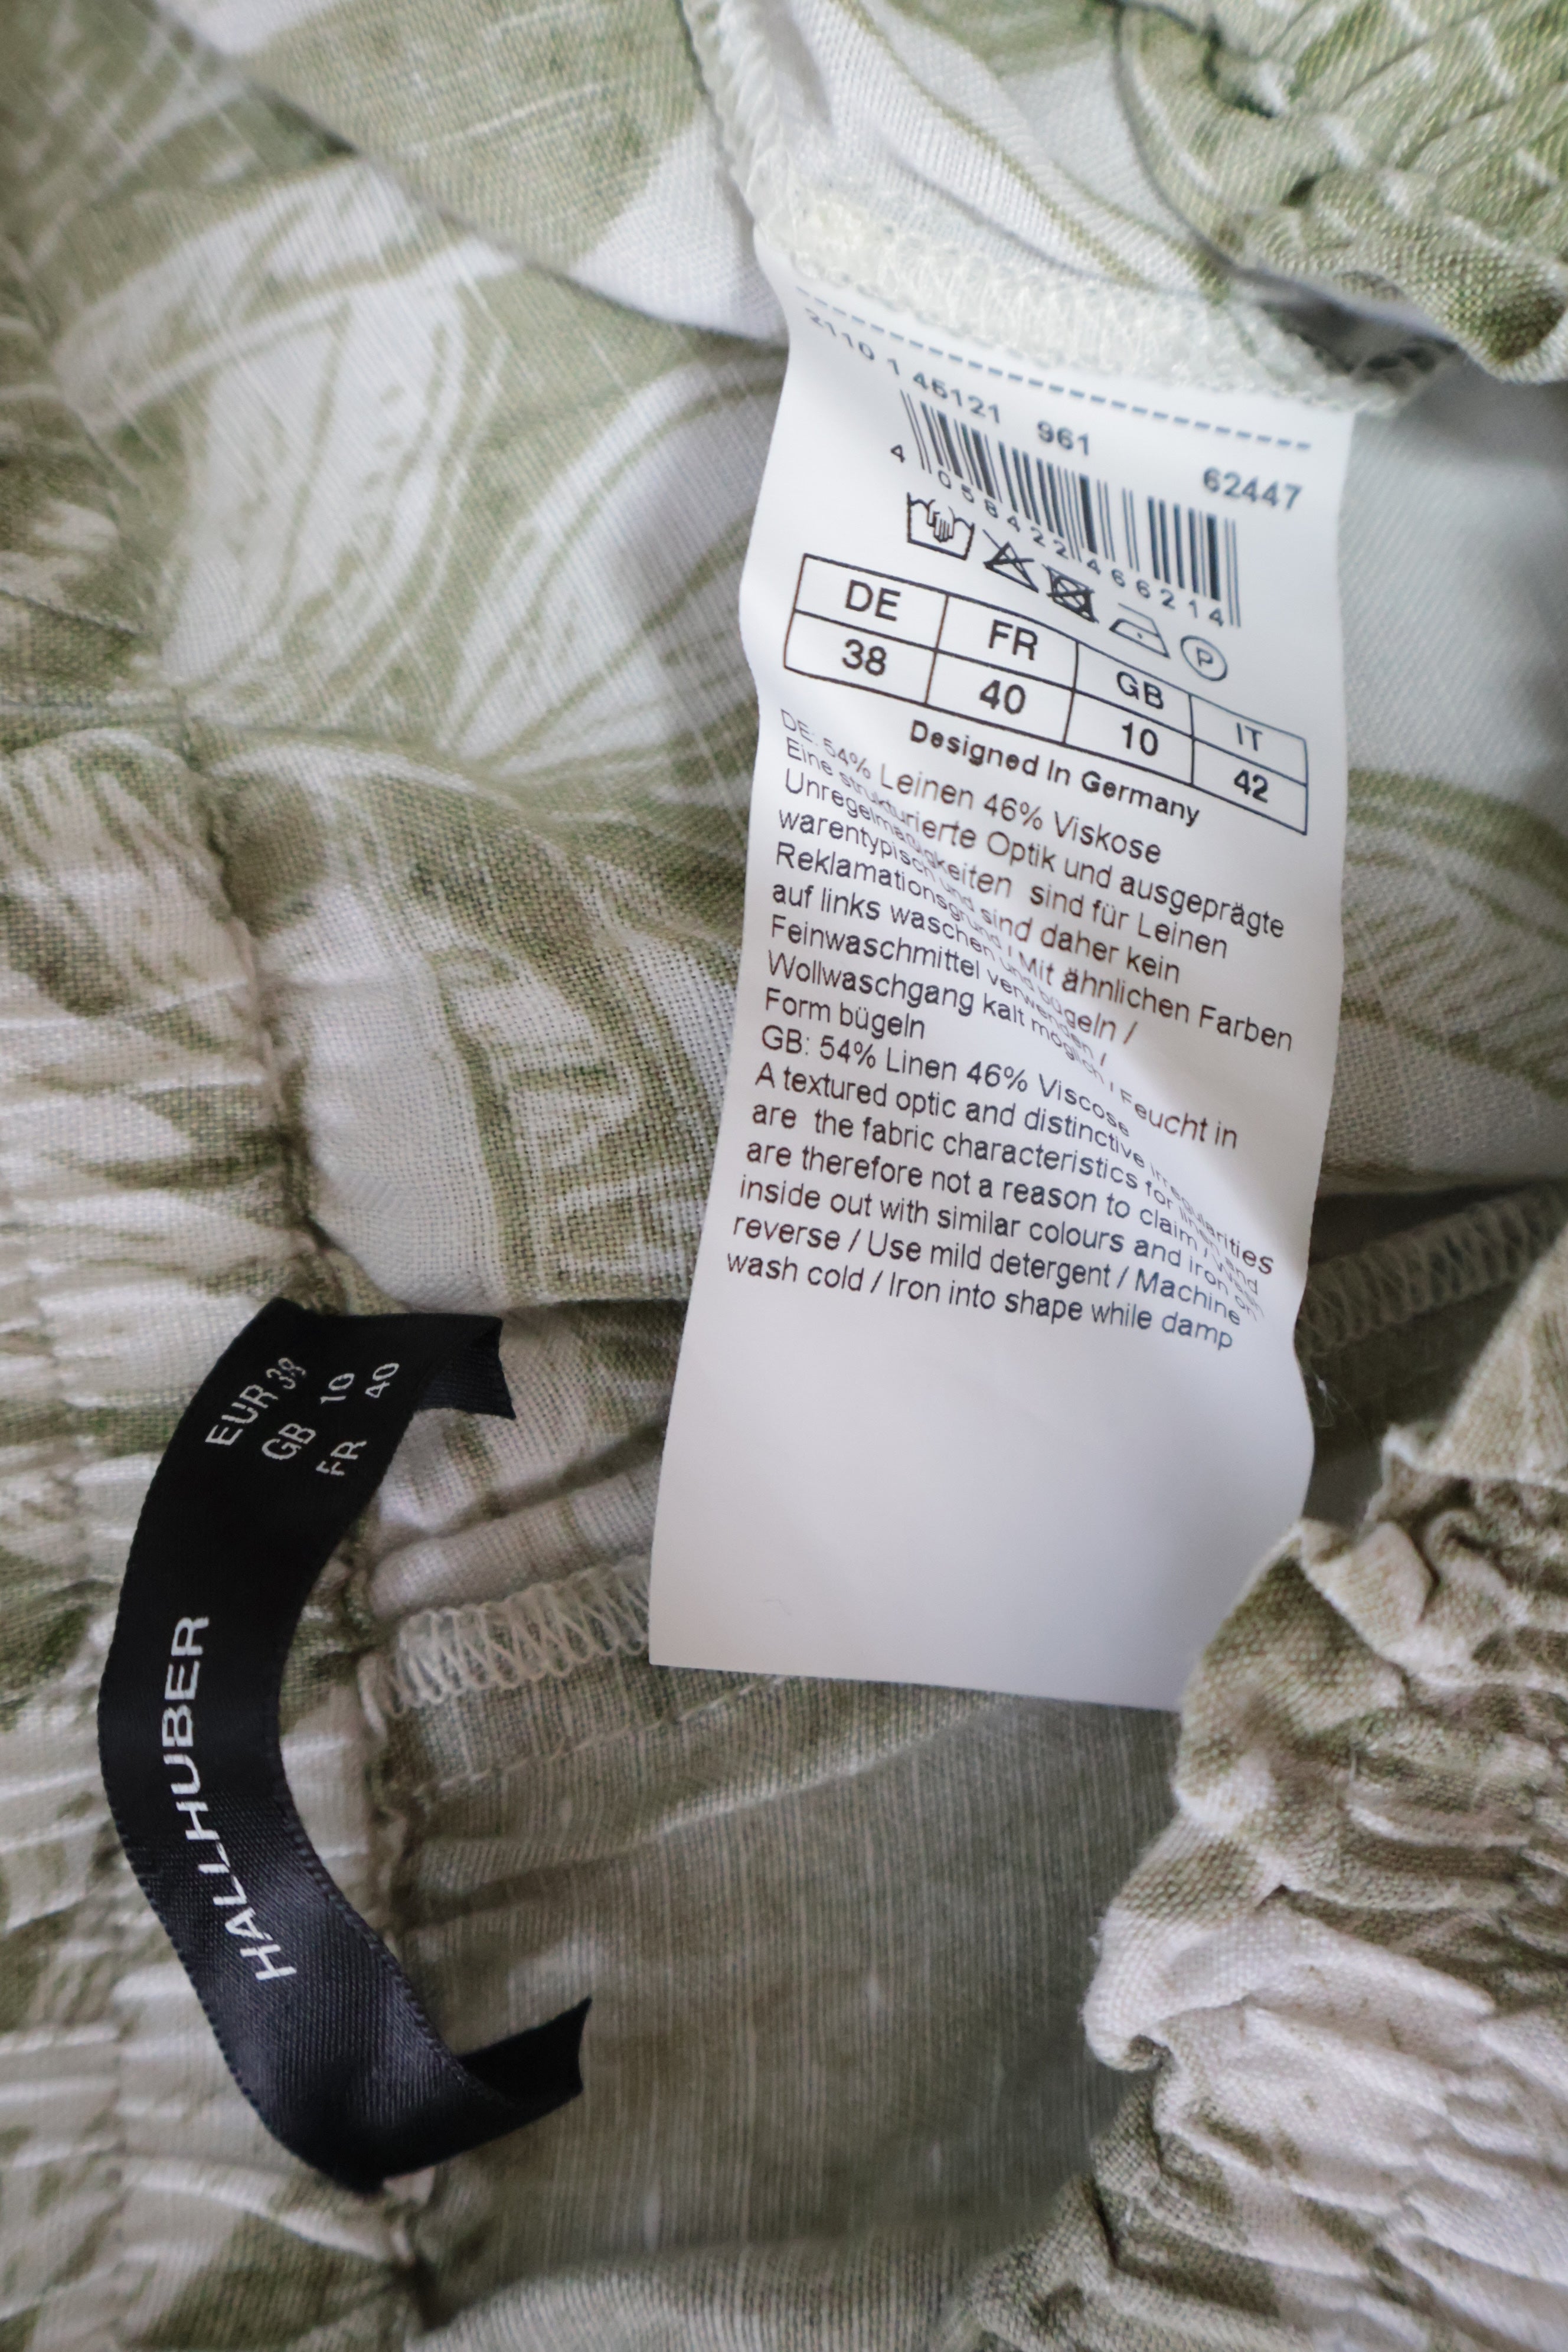 2110 1 46121 961 62447
4 058422 466214
P
DE FR GB IT
38 40 10 42
Designed In Germany
DE: 54% Leinen 46% Viskose
Eine strukturierte Optik und ausgeprägte
Unregelmäßigkeiten sind für Leinen
warentypisch und sind daher kein
Reklamationsgrund / Mit ähnlichen Farben
auf links waschen und bügeln /
Feinwaschmittel verwenden /
Wollwaschgang kalt möglich / Feucht in
Form bügeln
GB: 54% Linen 46% Viscose
A textured optic and distinctive irregularities
are the fabric characteristics for linen and
are therefore not a reason to claim / Wash
inside out with similar colours and iron on
reverse / Use mild detergent / Machine
wash cold / Iron into shape while damp
EUR 38
GB 10
FR 40
HALLHUBER